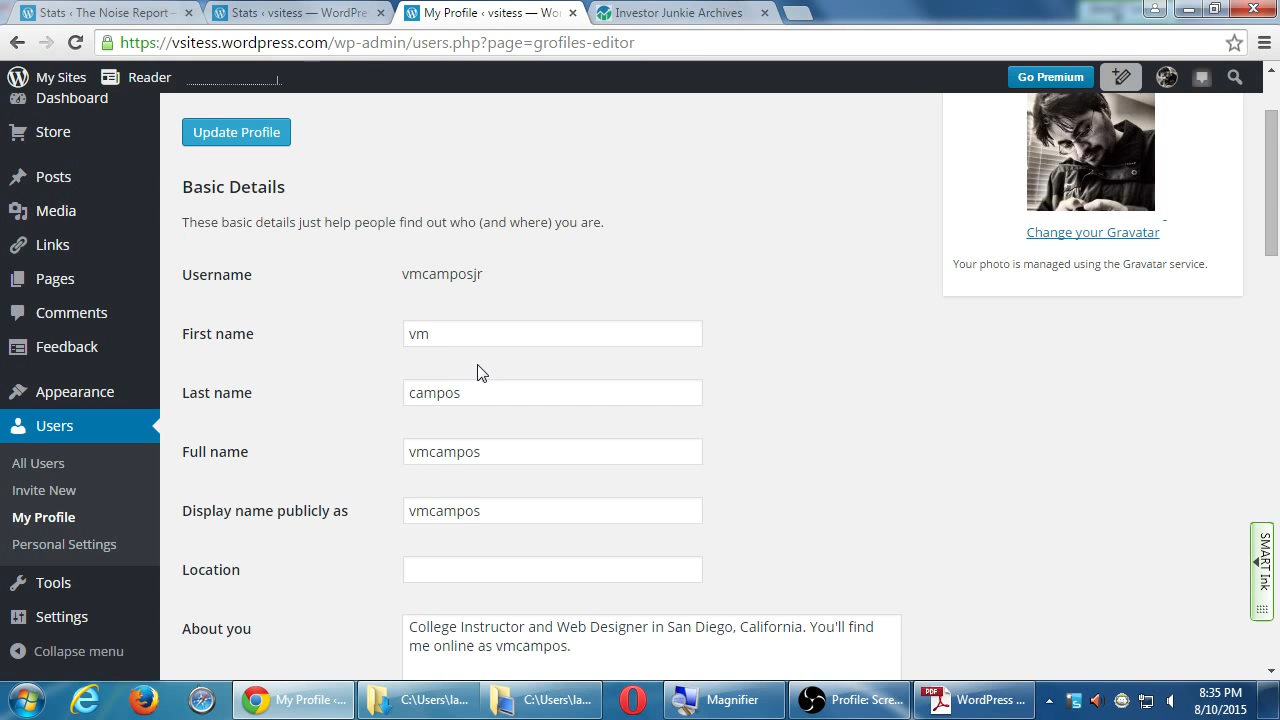 Stats ‹ The Noise Report —
Stats ‹ vsitess — WordPre
My Profile ‹ vsitess — Wo
Investor Junkie Archives
https://vsitess.wordpress.com/wp-admin/users.php?page=grofiles-editor
My Sites
Reader
Go Premium
Dashboard
Store
Posts
Media
Links
Pages
Comments
Feedback
Appearance
Users
All Users
Invite New
My Profile
Personal Settings
Tools
Settings
Collapse menu
Update Profile
Basic Details
These basic details just help people find out who (and where) you are.
Username vmcamposjr
First name vm
Last name campos
Full name vmcampos
Display name publicly as vmcampos
Location
About you College Instructor and Web Designer in San Diego, California. You'll find
me online as vmcampos.
Change your Gravatar
Your photo is managed using the Gravatar service.
SMART Ink
My Profile ‹...
C:\Users\la...
C:\Users\la...
Magnifier
Profile: Scre...
PDF
WordPress ...
8:35 PM
8/10/2015